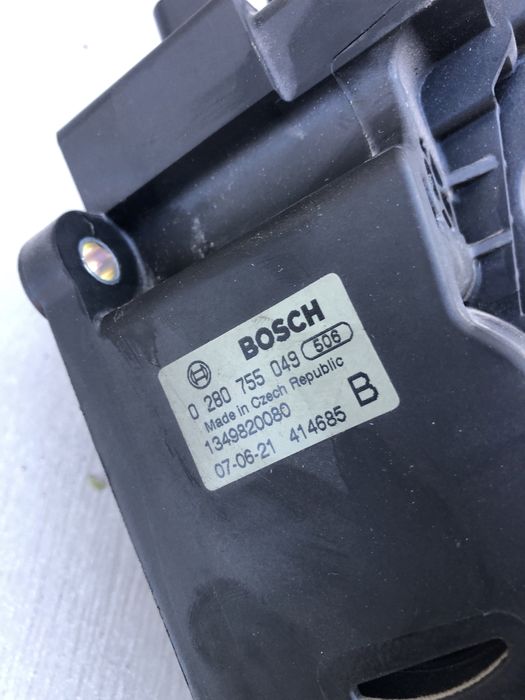 BOSCH
0 280 755 049 506
Made in Czech Republic
1349820080 B
07-06-21 414685